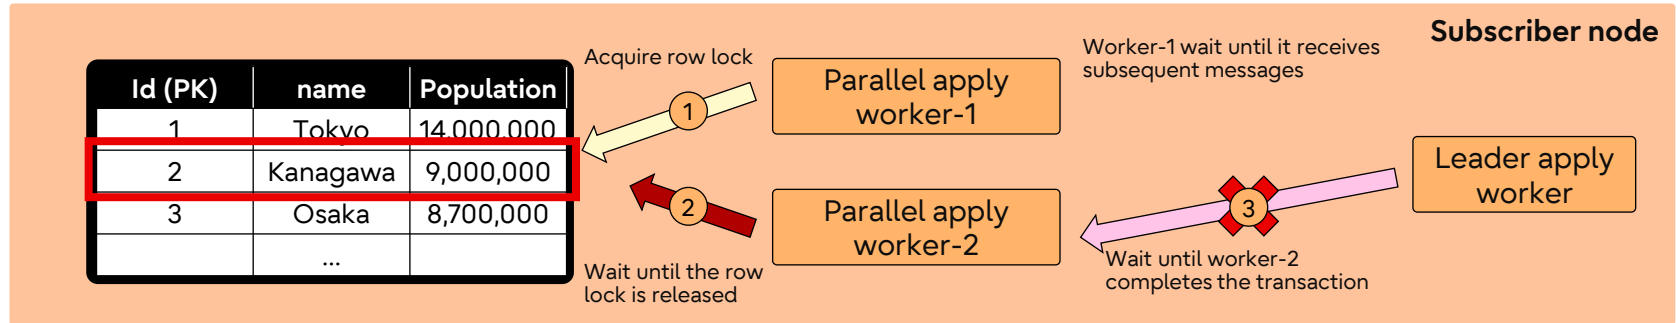 Subscriber node
Id (PK) name Population
1 Tokyo 14,000,000
2 Kanagawa 9,000,000
3 Osaka 8,700,000
...
Acquire row lock
1
Parallel apply
worker-1
Worker-1 wait until it receives
subsequent messages
2
Wait until the row
lock is released
Parallel apply
worker-2
3
Wait until worker-2
completes the transaction
Leader apply
worker